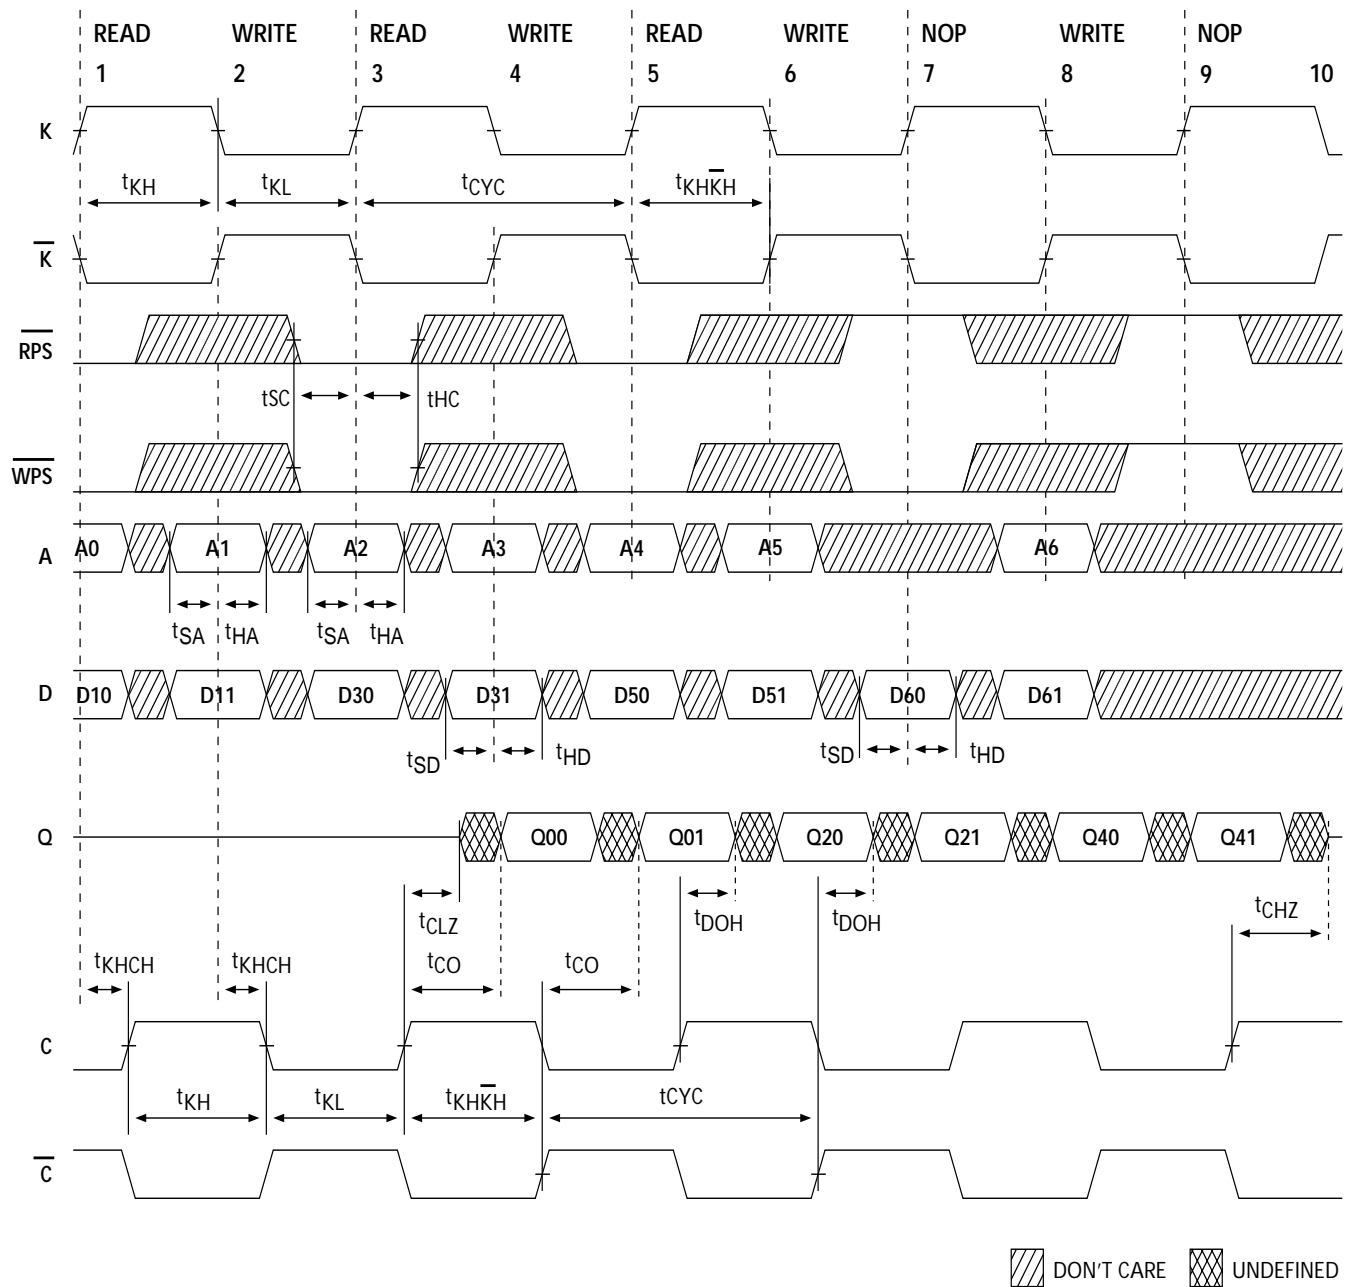 READ WRITE READ WRITE READ WRITE NOP WRITE NOP
1 2 3 4 5 6 7 8 9 10
K
tKH tKL tCYC tKHK̅H
K̅
R̅P̅S̅
tSC tHC
W̅P̅S̅
A A0 A1 A2 A3 A4 A5 A6
tSA tHA tSA tHA
D D10 D11 D30 D31 D50 D51 D60 D61
tSD tHD tSD tHD
Q Q00 Q01 Q20 Q21 Q40 Q41
tCLZ tDOH tDOH tCHZ
tKHCH tKHCH tCO tCO
C
tKH tKL tKHK̅H tCYC
C̅
DON'T CARE UNDEFINED